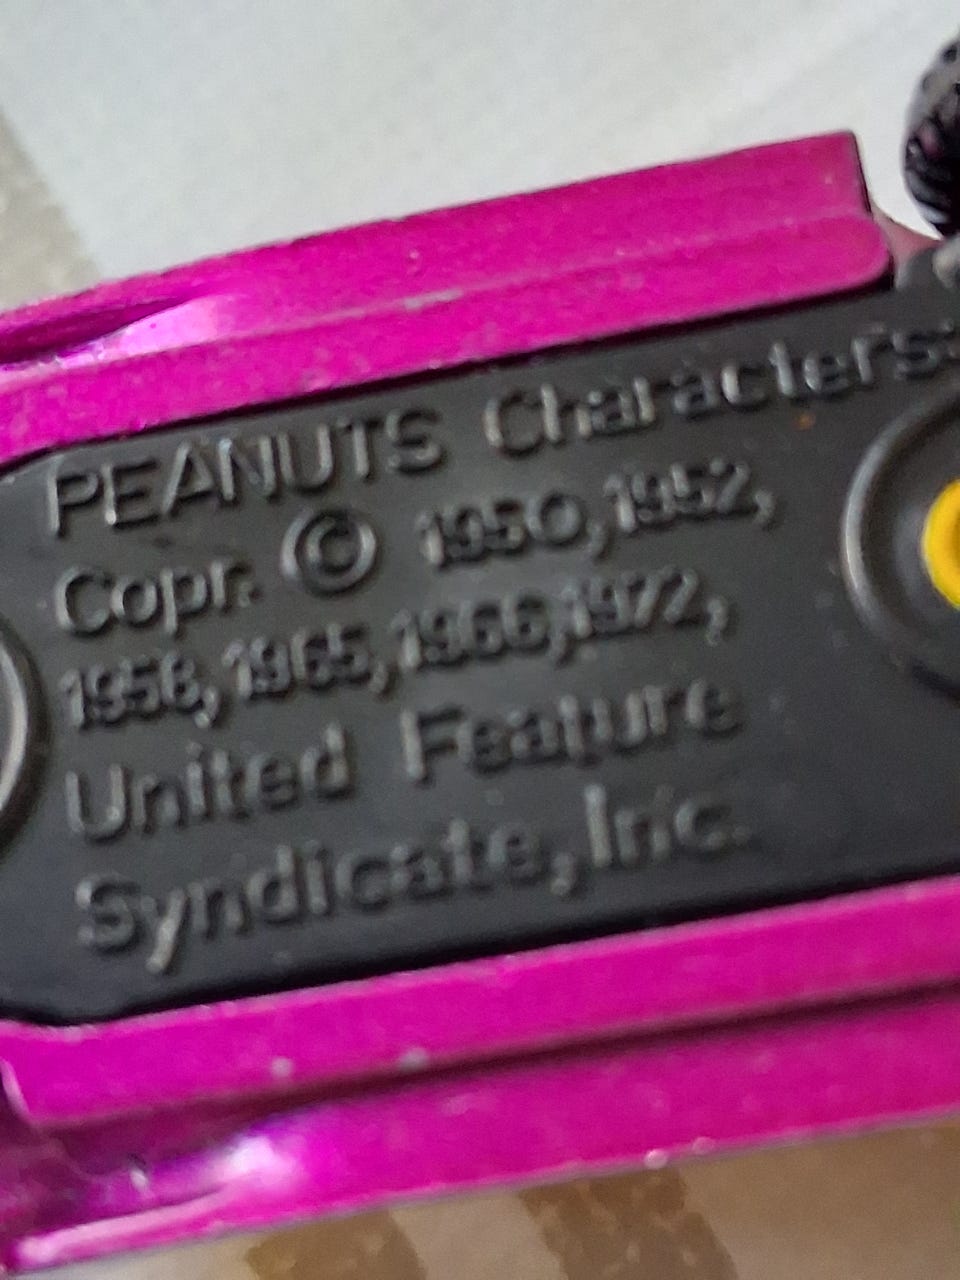 PEANUTS Characters:
Copr. © 1950, 1952,
1958, 1965, 1966, 1972,
United Feature
Syndicate, Inc.